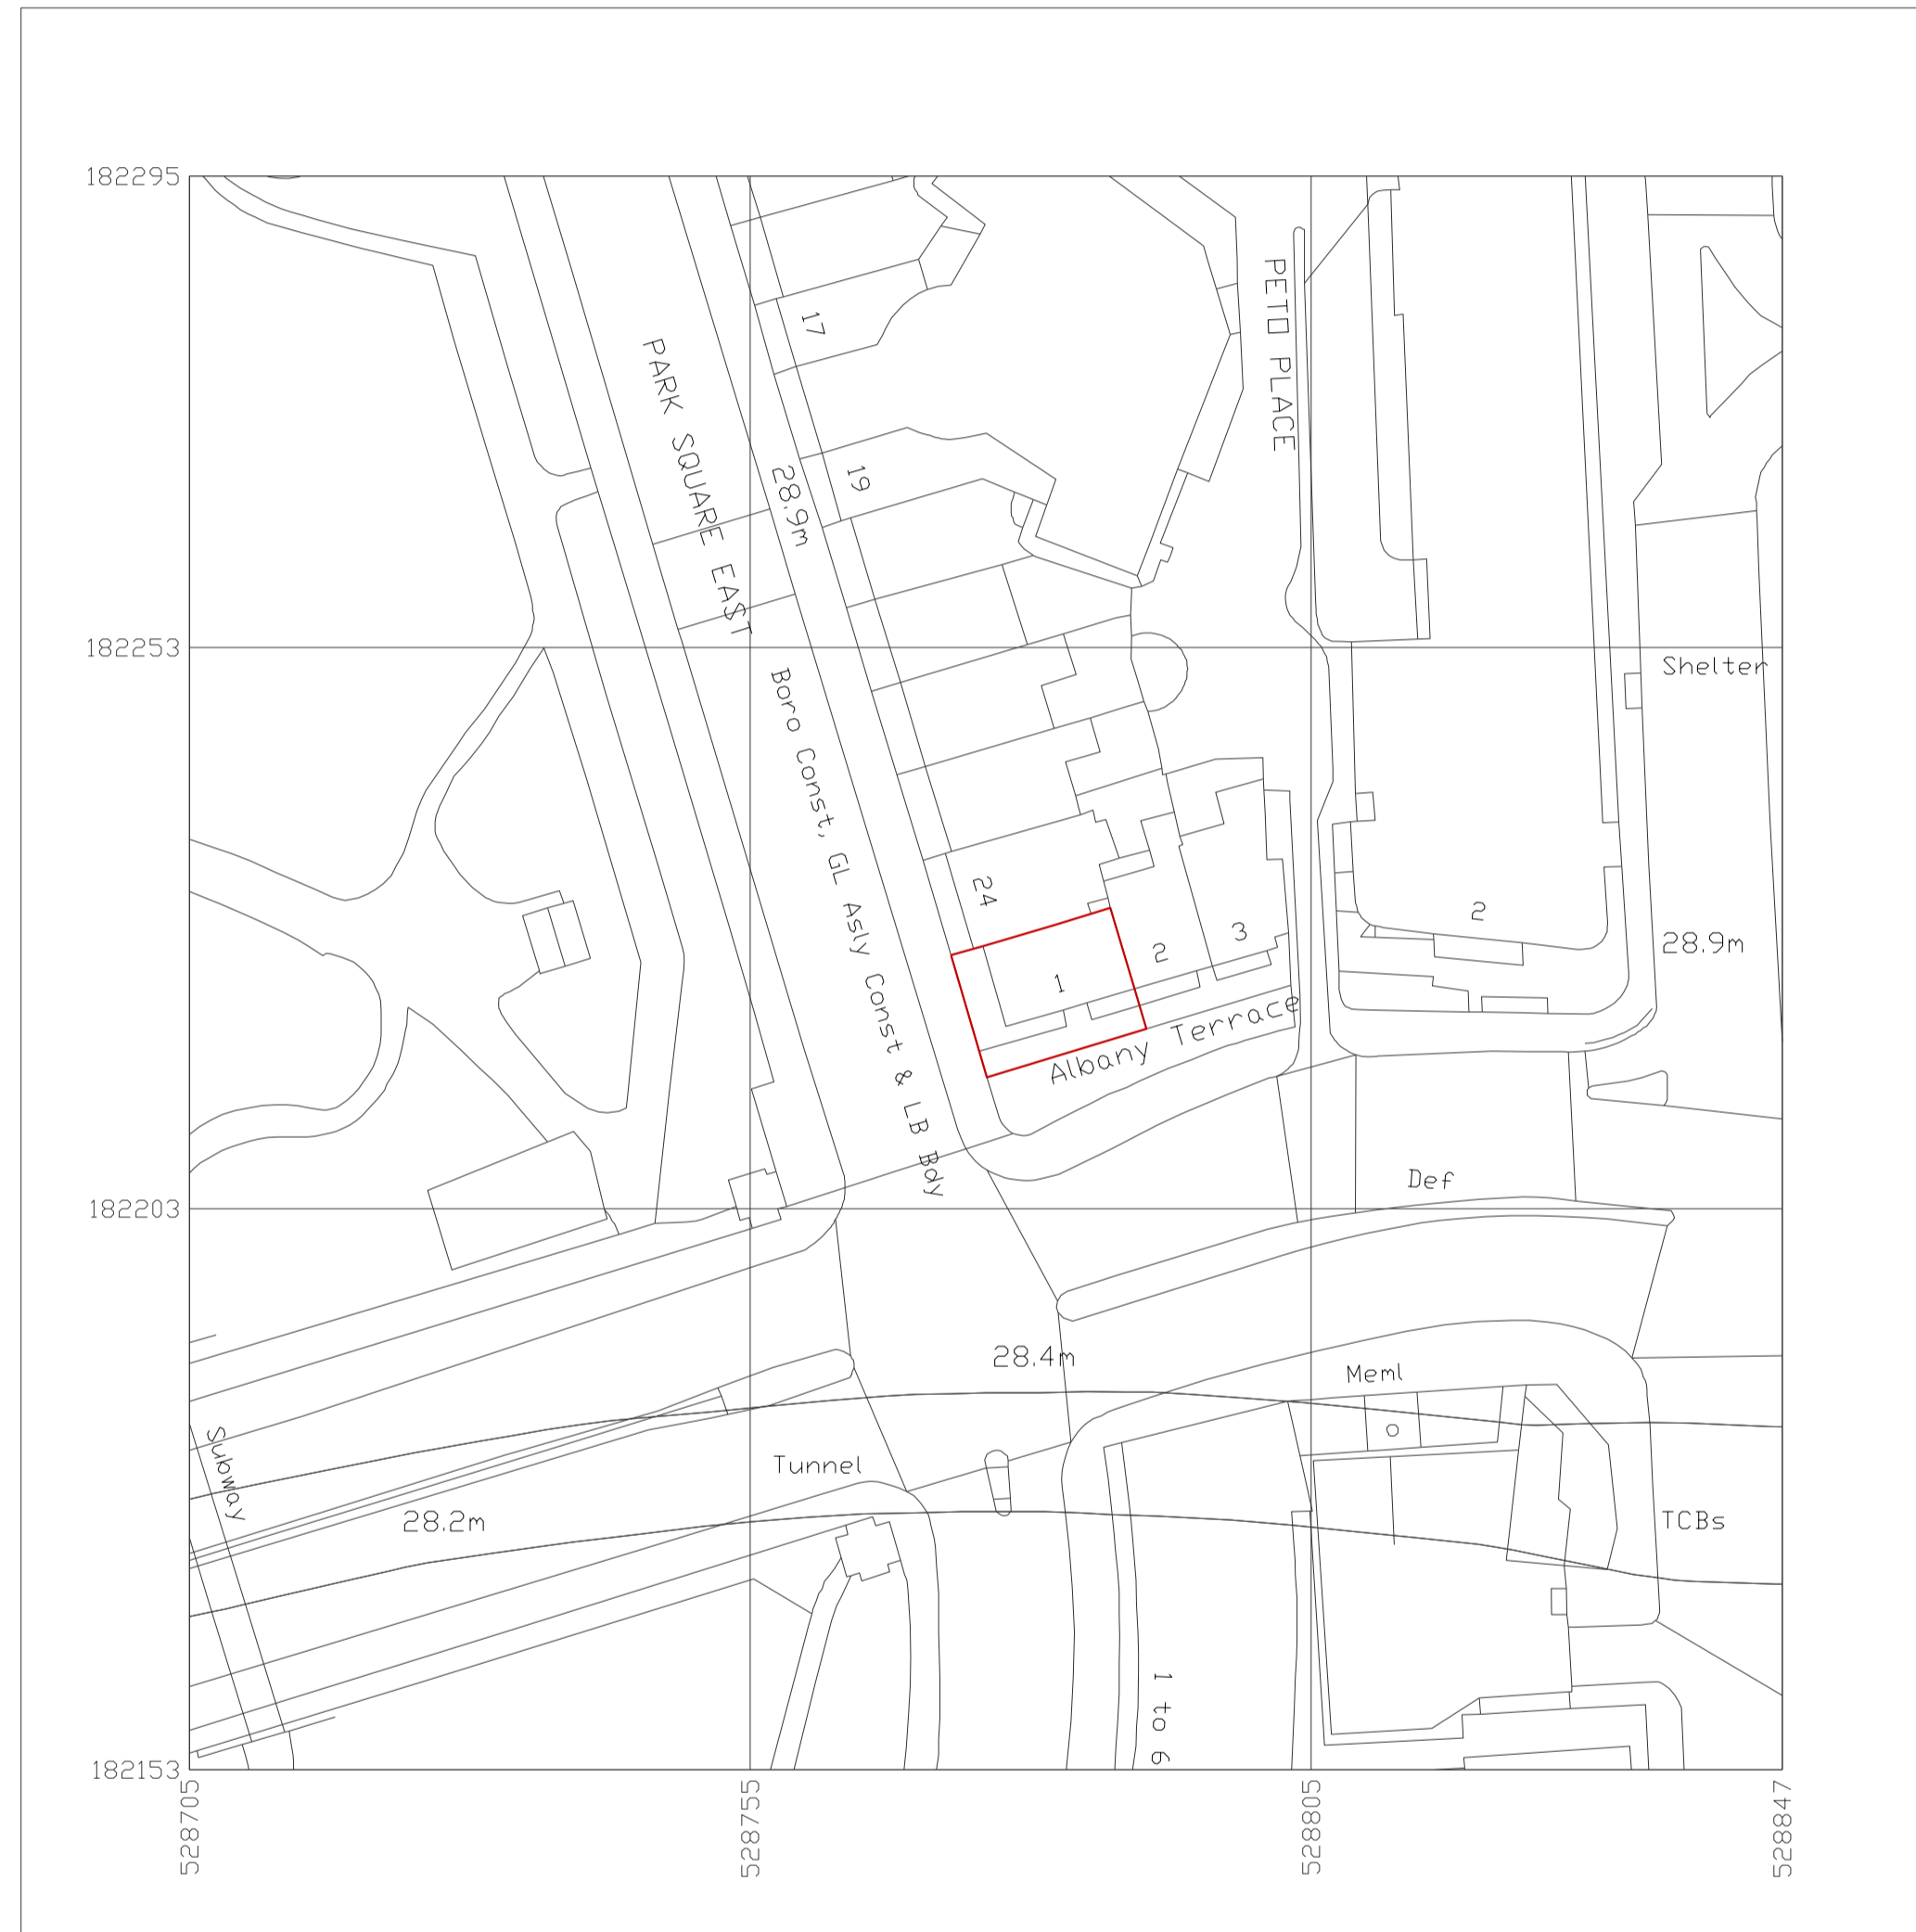 182295
PETO PLACE
17
PARK SQUARE EAST
28.9m
19
182253
Shelter
Boro Const, GL Asly Const & LB Bdy
24
2
3
2
28.9m
1
Albany Terrace
Def
182203
28.4m
Meml
Subway
Tunnel
28.2m
TCBs
1 to 6
182153
528705
528755
528805
528847